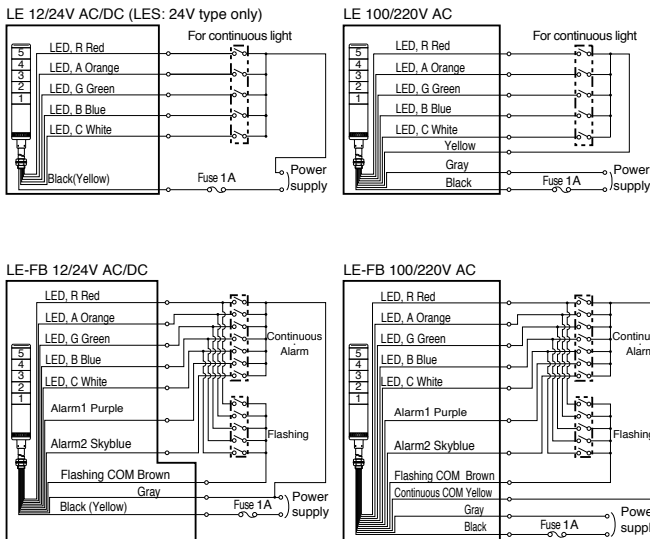 LE 12/24V AC/DC (LES: 24V type only)
For continuous light
LED, R Red
LED, A Orange
LED, G Green
LED, B Blue
LED, C White
5
4
3
2
1
Black(Yellow)
Fuse 1A
Power
supply
LE 100/220V AC
For continuous light
LED, R Red
LED, A Orange
LED, G Green
LED, B Blue
LED, C White
5
4
3
2
1
Yellow
Gray
Black
Fuse 1A
Power
supply
LE-FB 12/24V AC/DC
LED, R Red
LED, A Orange
LED, G Green
LED, B Blue
LED, C White
5
4
3
2
1
Continuous
Alarm
Alarm1 Purple
Alarm2 Skyblue
Flashing
Flashing COM Brown
Gray
Black (Yellow)
Fuse 1A
Power
supply
LE-FB 100/220V AC
LED, R Red
LED, A Orange
LED, G Green
LED, B Blue
LED, C White
5
4
3
2
1
Continu
Alarm
Alarm1 Purple
Alarm2 Skyblue
Flashing
Flashing COM Brown
Continuous COM Yellow
Gray
Black
Fuse 1A
Powe
suppl